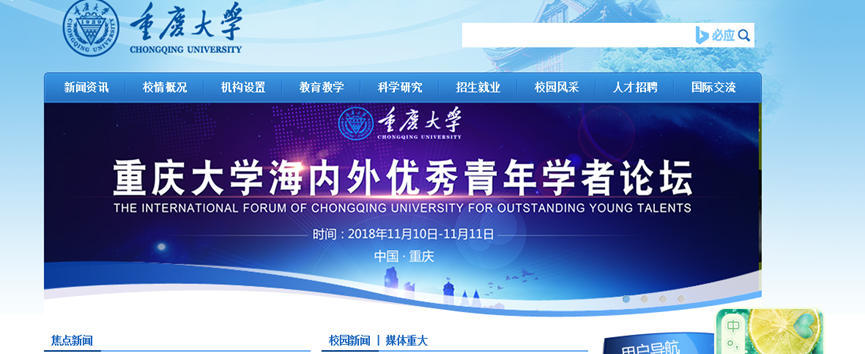 重庆大学
CHONGQING UNIVERSITY
必应
新闻资讯 校情概况 机构设置 教育教学 科学研究 招生就业 校园风采 人才招聘 国际交流
重庆大学
CHONGQING UNIVERSITY
重庆大学海内外优秀青年学者论坛
THE INTERNATIONAL FORUM OF CHONGQING UNIVERSITY FOR OUTSTANDING YOUNG TALENTS
时间：2018年11月10日-11月11日
中国 · 重庆
焦点新闻 校园新闻 | 媒体重大
用户导航
中